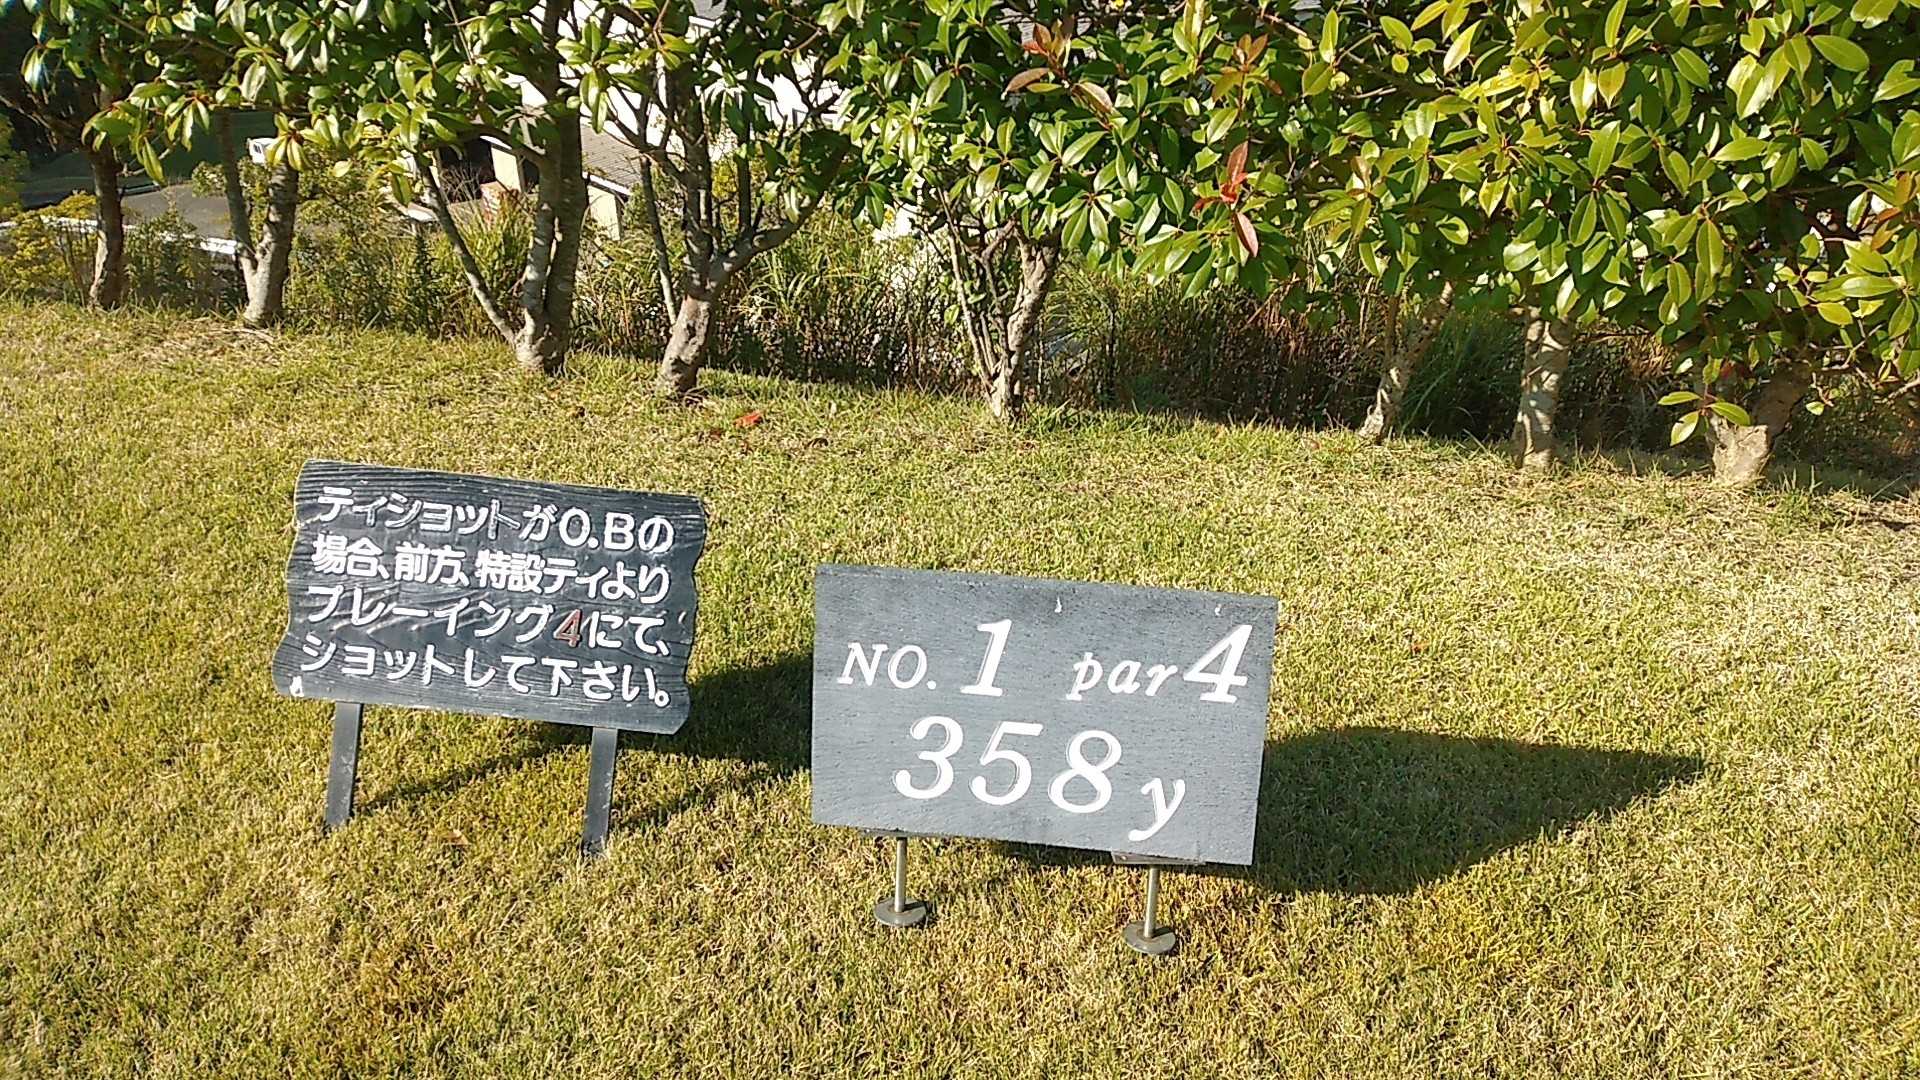 ティショットがO.Bの
場合、前方、特設ティより
プレーイング4にて、
ショットして下さい。
NO. 1 par 4
358y